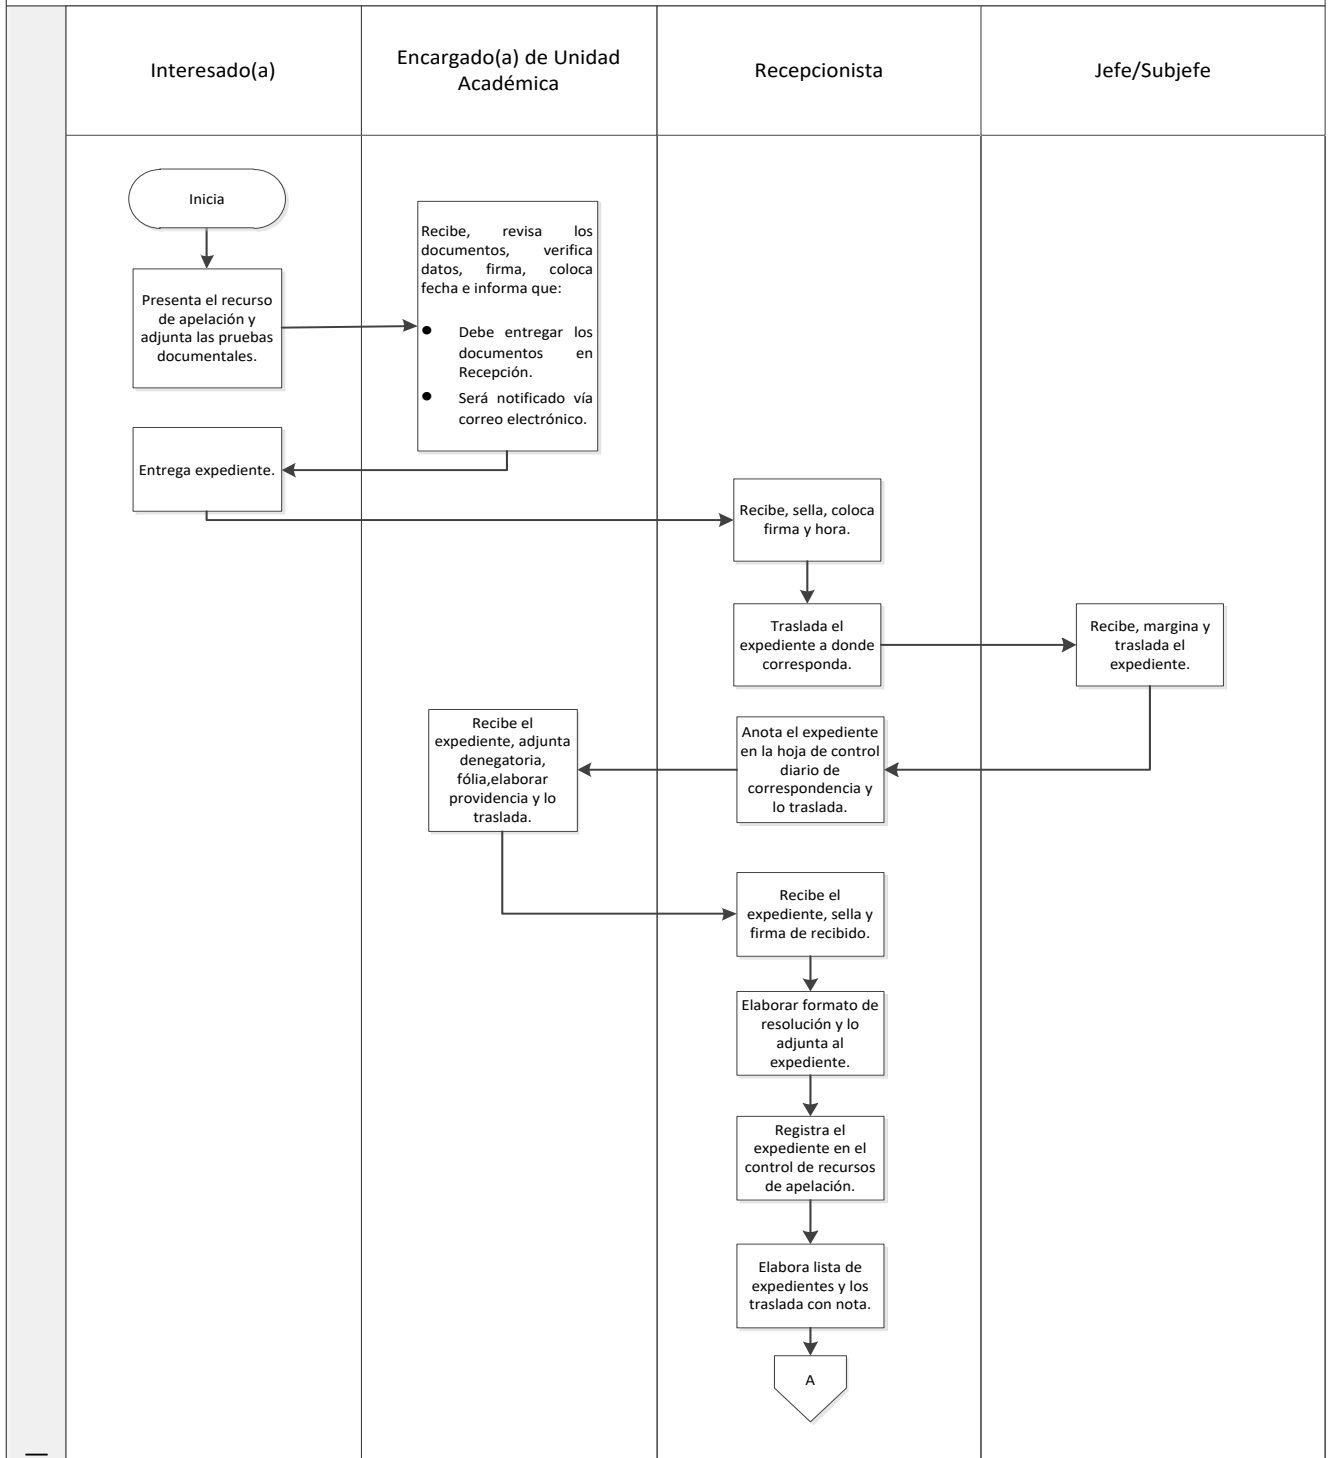 Interesado(a)
Encargado(a) de Unidad
Académica
Recepcionista
Jefe/Subjefe
Inicia
Presenta el recurso
de apelación y
adjunta las pruebas
documentales.
Recibe, revisa los
documentos, verifica
datos, firma, coloca
fecha e informa que:
● Debe entregar los
documentos en
Recepción.
● Será notificado vía
correo electrónico.
Entrega expediente.
Recibe, sella, coloca
firma y hora.
Traslada el
expediente a donde
corresponda.
Recibe, margina y
traslada el
expediente.
Anota el expediente
en la hoja de control
diario de
correspondencia y
lo traslada.
Recibe el
expediente, adjunta
denegatoria,
fólia,elaborar
providencia y lo
traslada.
Recibe el
expediente, sella y
firma de recibido.
Elaborar formato de
resolución y lo
adjunta al
expediente.
Registra el
expediente en el
control de recursos
de apelación.
Elabora lista de
expedientes y los
traslada con nota.
A